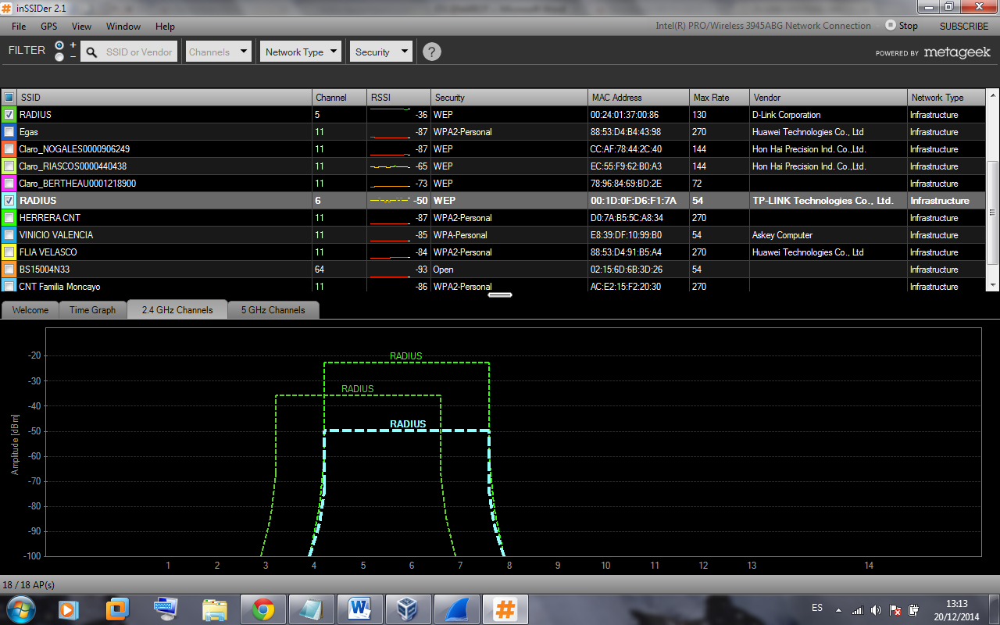 inSSIDer 2.1
File GPS View Window Help Intel(R) PRO/Wireless 3945ABG Network Connection Stop SUBSCRIBE
FILTER + − SSID or Vendor Channels Network Type Security ? POWERED BY metageek
SSID Channel RSSI Security MAC Address Max Rate Vendor Network Type
RADIUS 5 -36 WEP 00:24:01:37:00:86 130 D-Link Corporation Infrastructure
Egas 11 -87 WPA2-Personal 88:53:D4:B4:43:98 270 Huawei Technologies Co., Ltd Infrastructure
Claro_NOGALES0000906249 11 -87 WEP CC:AF:78:44:2C:40 144 Hon Hai Precision Ind. Co.,Ltd. Infrastructure
Claro_RIASCOS0000440438 11 -65 WEP EC:55:F9:62:B0:A3 144 Hon Hai Precision Ind. Co.,Ltd. Infrastructure
Claro_BERTHEAU0001218900 11 -73 WEP 78:96:84:69:BD:2E 72 Infrastructure
RADIUS 6 -50 WEP 00:1D:0F:D6:F1:7A 54 TP-LINK Technologies Co., Ltd. Infrastructure
HERRERA CNT 11 -87 WPA2-Personal D0:7A:B5:5C:A8:34 270 Infrastructure
VINICIO VALENCIA 11 -85 WPA-Personal E8:39:DF:10:99:B0 54 Askey Computer Infrastructure
FLIA VELASCO 11 -84 WPA2-Personal 88:53:D4:91:B5:A4 270 Huawei Technologies Co., Ltd Infrastructure
BS15004N33 64 -93 Open 02:15:6D:6B:3D:26 54 Infrastructure
CNT Familia Moncayo 11 -86 WPA2-Personal AC:E2:15:F2:20:30 270 Infrastructure
Welcome Time Graph 2.4 GHz Channels 5 GHz Channels
Amplitude [dBm]
-20
-30
-40
-50
-60
-70
-80
-90
-100
RADIUS
RADIUS
RADIUS
1 2 3 4 5 6 7 8 9 10 11 12 13 14
18 / 18 AP(s)
ES 13:13
20/12/2014